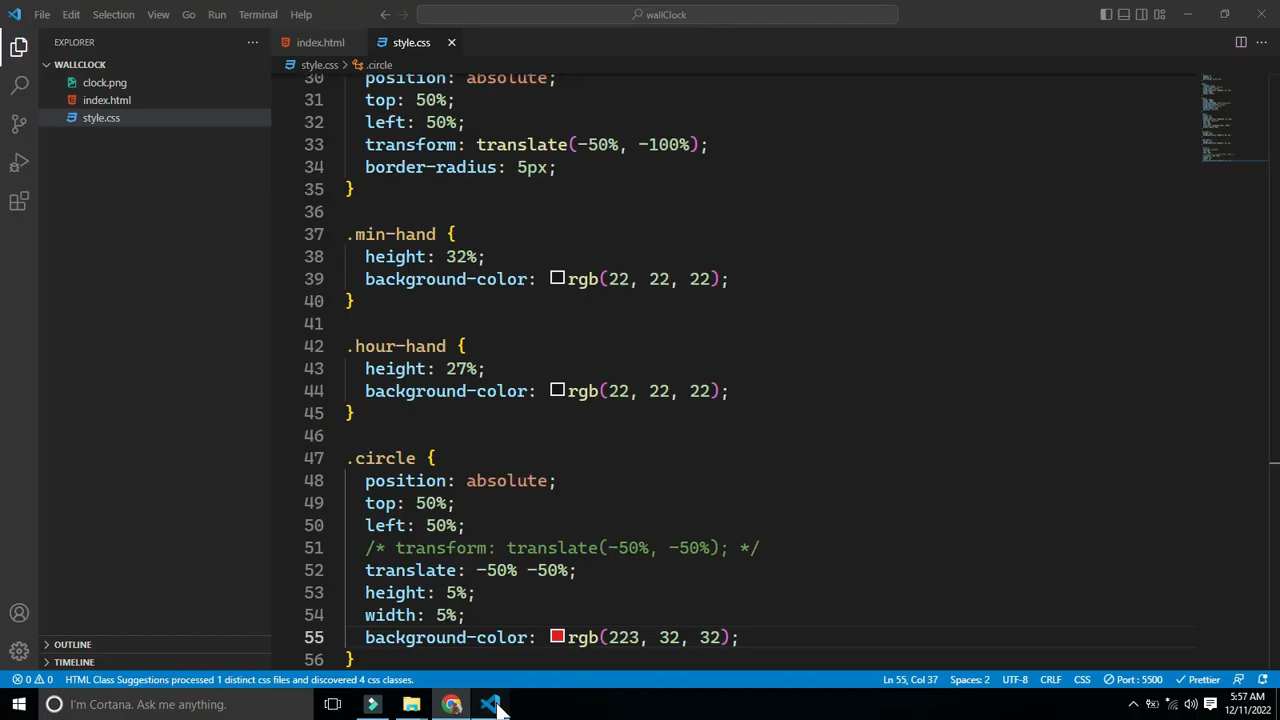 File Edit Selection View Go Run Terminal Help
wallClock
EXPLORER
index.html
style.css
WALLCLOCK
style.css
.circle
clock.png
index.html
style.css
30 position: absolute;
31 top: 50%;
32 left: 50%;
33 transform: translate(-50%, -100%);
34 border-radius: 5px;
35 }
36
37 .min-hand {
38 height: 32%;
39 background-color: rgb(22, 22, 22);
40 }
41
42 .hour-hand {
43 height: 27%;
44 background-color: rgb(22, 22, 22);
45 }
46
47 .circle {
48 position: absolute;
49 top: 50%;
50 left: 50%;
51 /* transform: translate(-50%, -50%); */
52 translate: -50% -50%;
53 height: 5%;
54 width: 5%;
55 background-color: rgb(223, 32, 32);
56 }
OUTLINE
TIMELINE
0 0 HTML Class Suggestions processed 1 distinct css files and discovered 4 css classes.
Ln 55, Col 37 Spaces: 2 UTF-8 CRLF CSS Port : 5500 Prettier
I'm Cortana. Ask me anything.
5:57 AM
12/11/2022